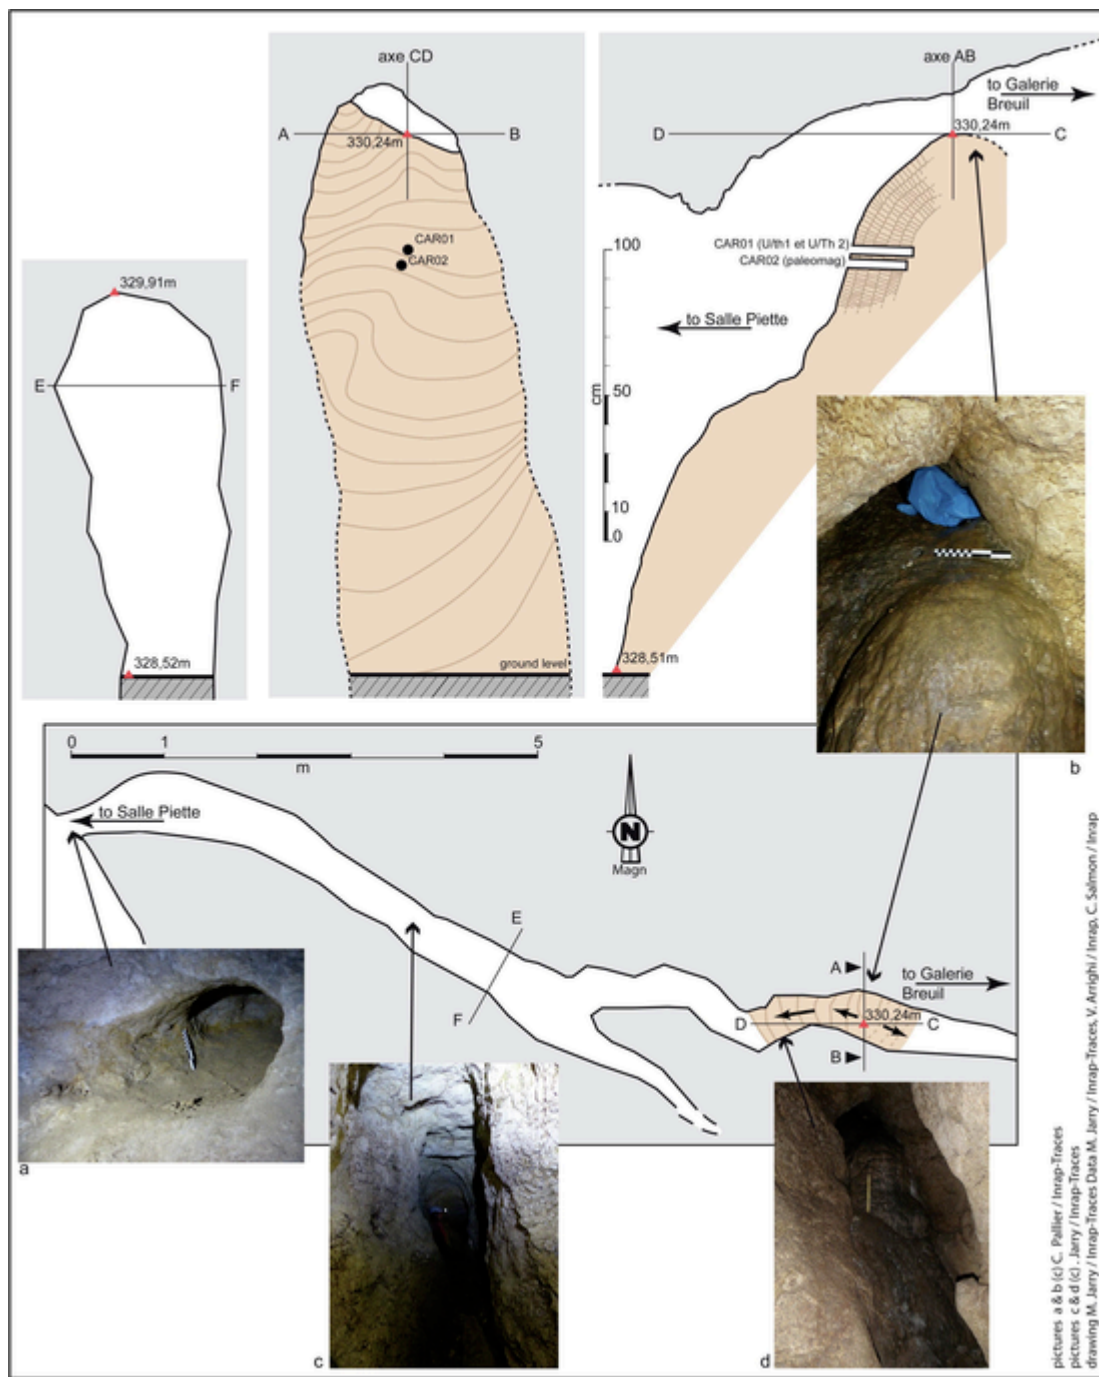 axe CD
A
B
330,24m
CAR01
CAR02
ground level
axe AB
to Galerie
Breuil
D
330,24m
C
100
CAR01 (U/th1 et U/Th 2)
CAR02 (paleomag)
to Salle Piette
cm
50
10
0
328,51m
329,91m
E
F
328,52m
b
0
1
5
m
to Salle Piette
N
Magn
E
F
A
to Galerie
Breuil
D
330,24m
C
B
a
c
d
pictures a & b (c) C. Pallier / Inrap-Traces
pictures c & d (c) . Jarry / Inrap-Traces
drawing M. Jarry / Inrap-Traces Data M. Jarry / Inrap-Traces, V. Arrighi / Inrap, C. Salmon / Inrap